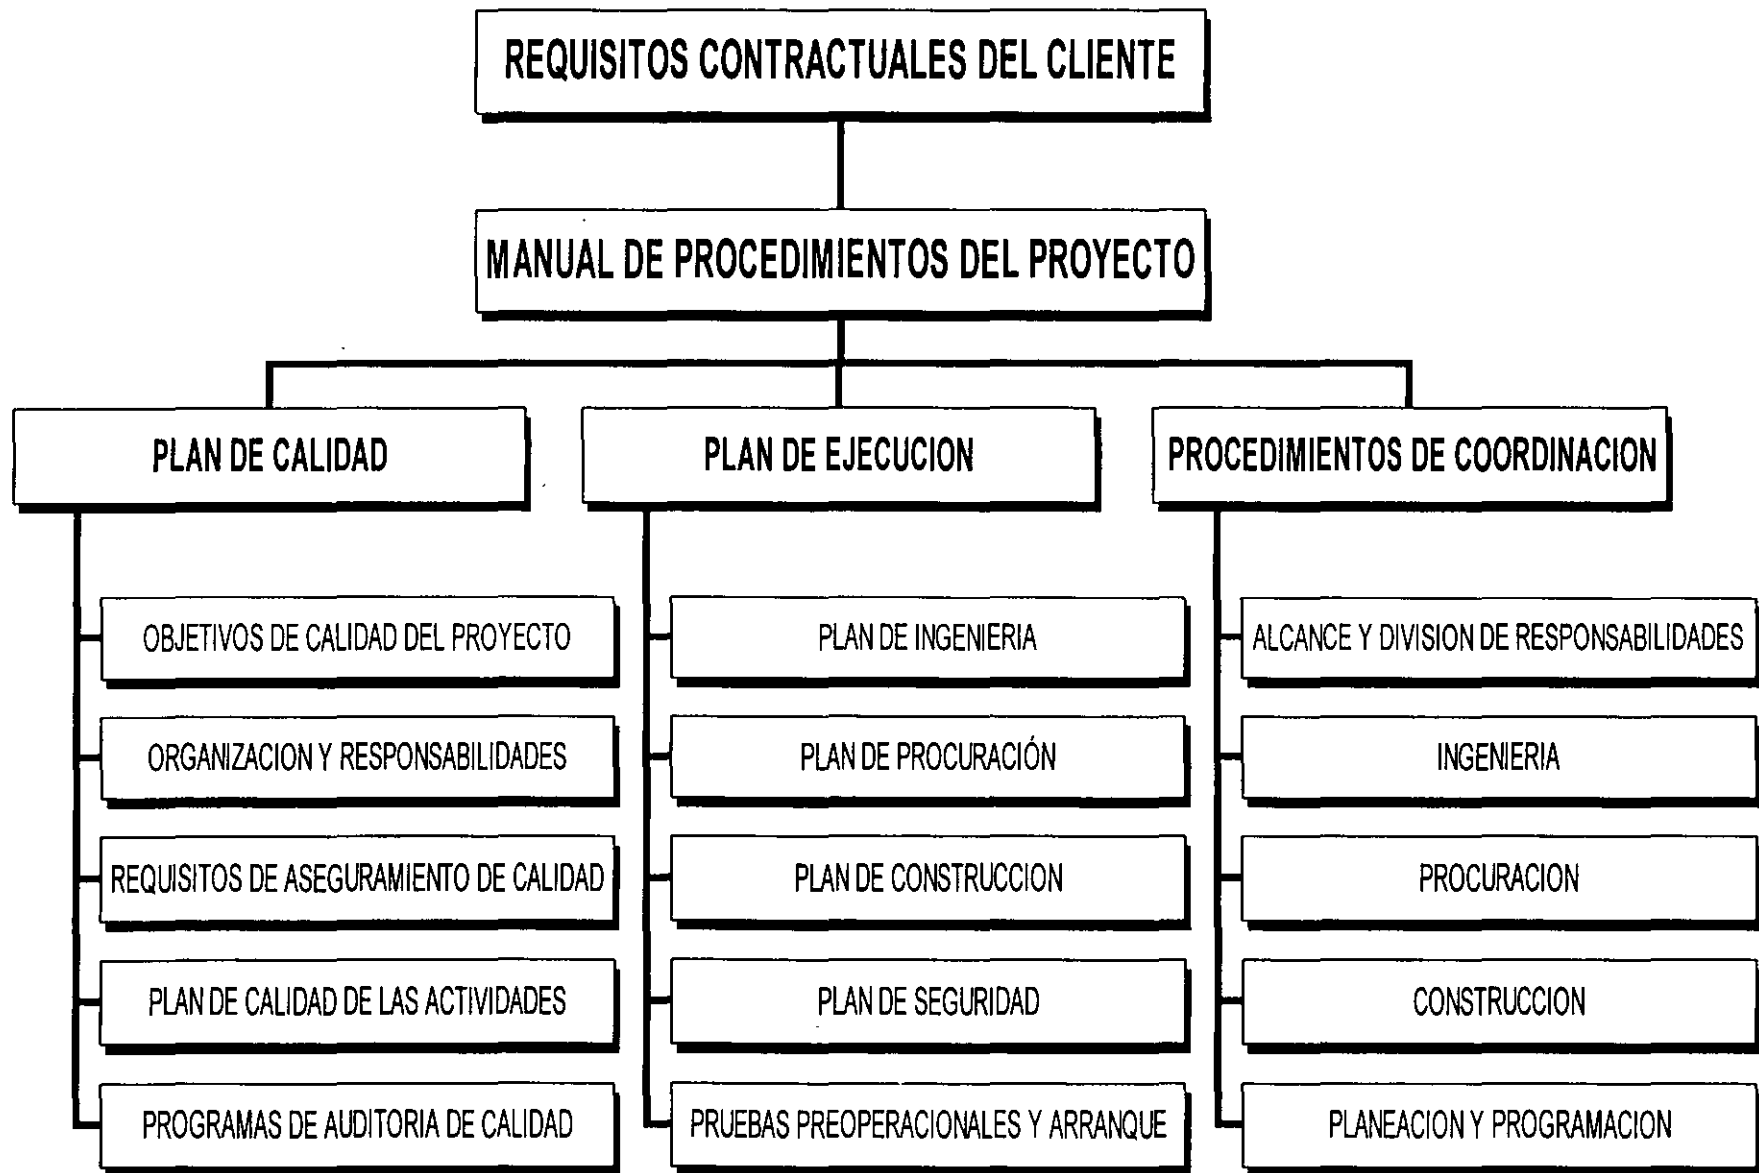 REQUISITOS CONTRACTUALES DEL CLIENTE
MANUAL DE PROCEDIMIENTOS DEL PROYECTO
PLAN DE CALIDAD
PLAN DE EJECUCION
PROCEDIMIENTOS DE COORDINACION
OBJETIVOS DE CALIDAD DEL PROYECTO
ORGANIZACION Y RESPONSABILIDADES
REQUISITOS DE ASEGURAMIENTO DE CALIDAD
PLAN DE CALIDAD DE LAS ACTIVIDADES
PROGRAMAS DE AUDITORIA DE CALIDAD
PLAN DE INGENIERIA
PLAN DE PROCURACIÓN
PLAN DE CONSTRUCCION
PLAN DE SEGURIDAD
PRUEBAS PREOPERACIONALES Y ARRANQUE
ALCANCE Y DIVISION DE RESPONSABILIDADES
INGENIERIA
PROCURACION
CONSTRUCCION
PLANEACION Y PROGRAMACION